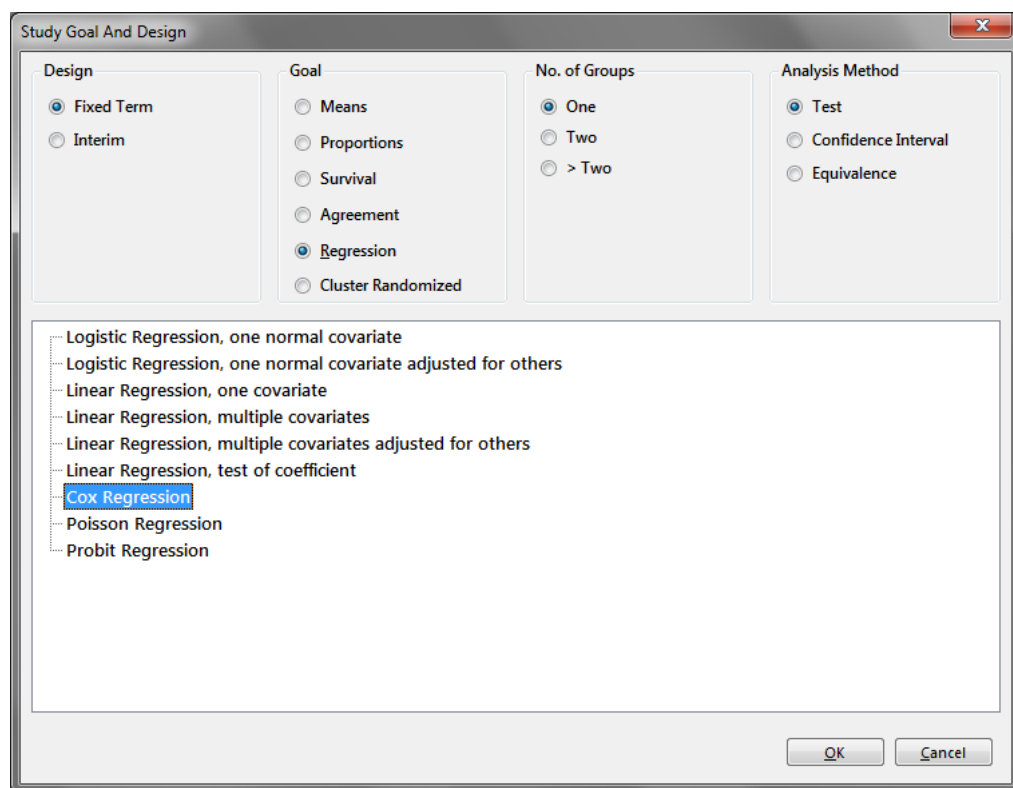 Study Goal And Design
Design
Fixed Term
Interim
Goal
Means
Proportions
Survival
Agreement
Regression
Cluster Randomized
No. of Groups
One
Two
> Two
Analysis Method
Test
Confidence Interval
Equivalence
Logistic Regression, one normal covariate
Logistic Regression, one normal covariate adjusted for others
Linear Regression, one covariate
Linear Regression, multiple covariates
Linear Regression, multiple covariates adjusted for others
Linear Regression, test of coefficient
Cox Regression
Poisson Regression
Probit Regression
OK
Cancel